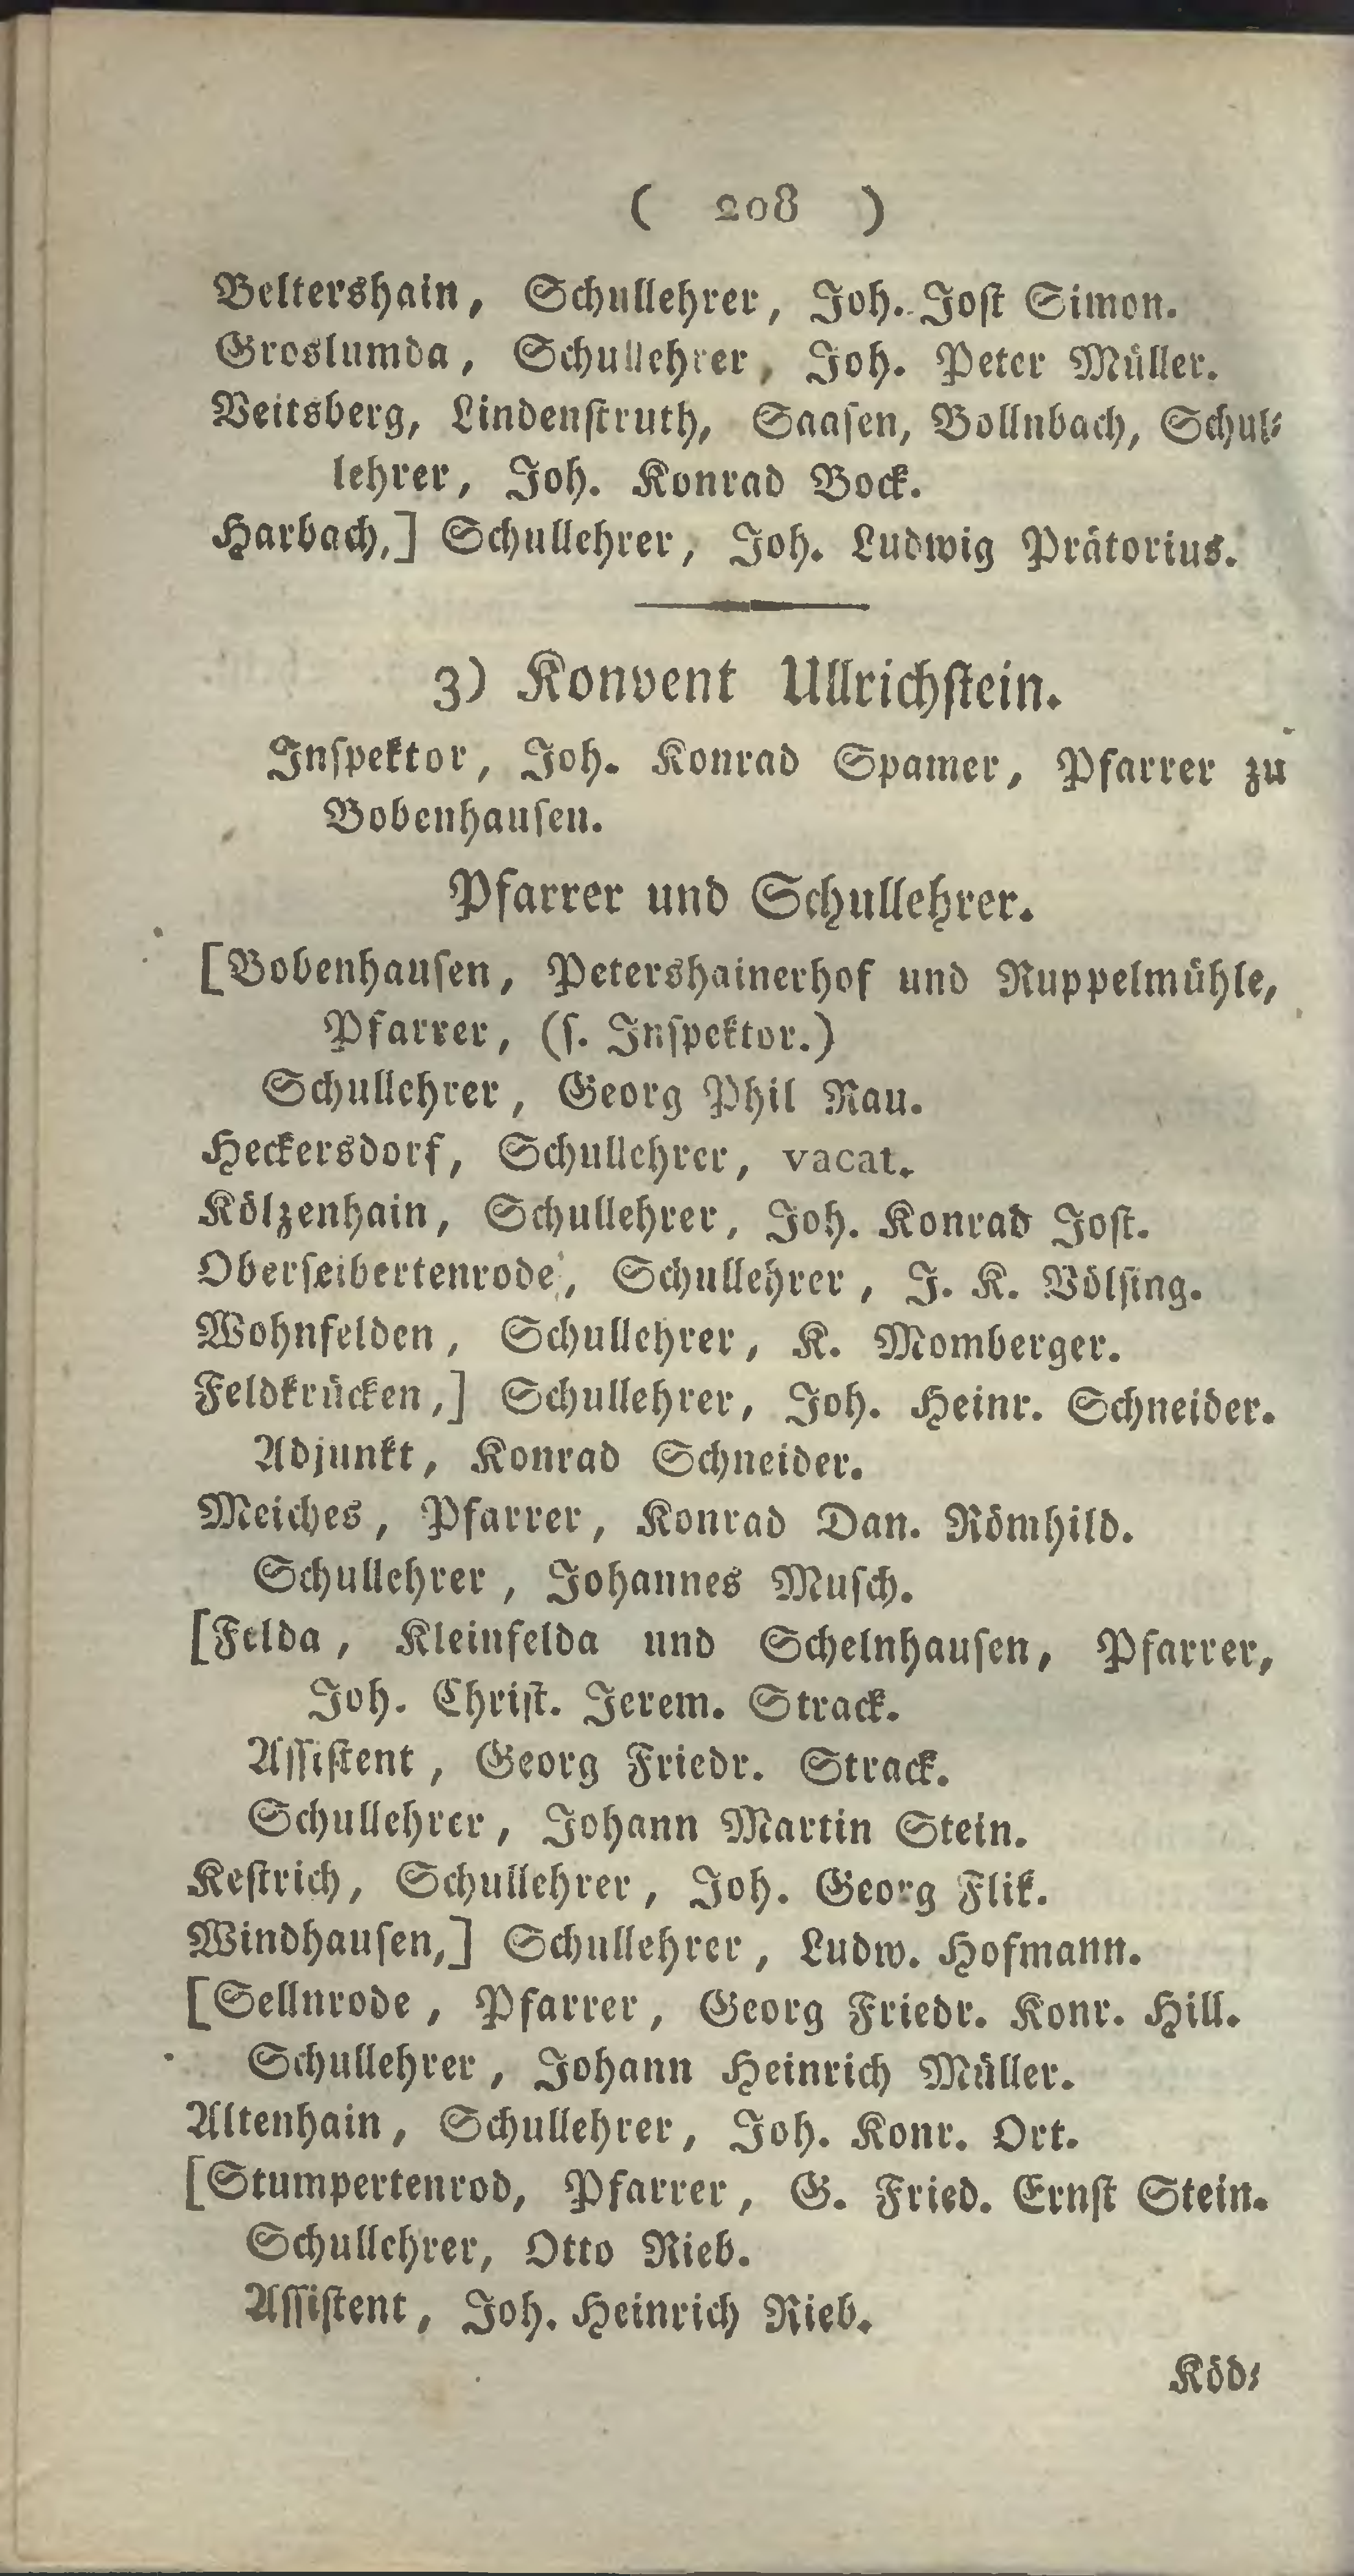 ( 208 )
Beltershain, Schullehrer, Joh. Joſt Simon.
Groslumda, Schullehrer, Joh. Peter Müller.
Veitsberg, Lindenſtruth, Saaſen, Bollnbach, Schul⸗
lehrer, Joh. Konrad Bock.
Harbach,] Schullehrer, Joh. Ludwig Prätorius.
3) Konvent Ullrichſtein.
Inſpektor, Joh. Konrad Spamer, Pfarrer zu
Bobenhauſen.
Pfarrer und Schullehrer.
[Bobenhauſen, Petershainerhof und Ruppelmühle,
Pfarrer, (ſ. Inſpektor.)
Schullehrer, Georg Phil Rau.
Heckersdorf, Schullehrer, vacat.
Kölzenhain, Schullehrer, Joh. Konrad Joſt.
Oberſeibertenrode, Schullehrer, J. K. Völſing.
Wohnfelden, Schullehrer, K. Momberger.
Feldkrücken,] Schullehrer, Joh. Heinr. Schneider.
Adjunkt, Konrad Schneider.
Meiches, Pfarrer, Konrad Dan. Römhild.
Schullehrer, Johannes Muſch.
[Felda, Kleinfelda und Schelnhauſen, Pfarrer,
Joh. Chriſt. Jerem. Strack.
Aſſiſtent, Georg Friedr. Strack.
Schullehrer, Johann Martin Stein.
Keſtrich, Schullehrer, Joh. Georg Flik.
Windhauſen,] Schullehrer, Ludw. Hofmann.
[Sellnrode, Pfarrer, Georg Friedr. Konr. Hill.
Schullehrer, Johann Heinrich Müller.
Altenhain, Schullehrer, Joh. Konr. Ort.
[Stumpertenrod, Pfarrer, G. Fried. Ernſt Stein.
Schullehrer, Otto Rieb.
Aſſiſtent, Joh. Heinrich Rieb.
Köd⸗